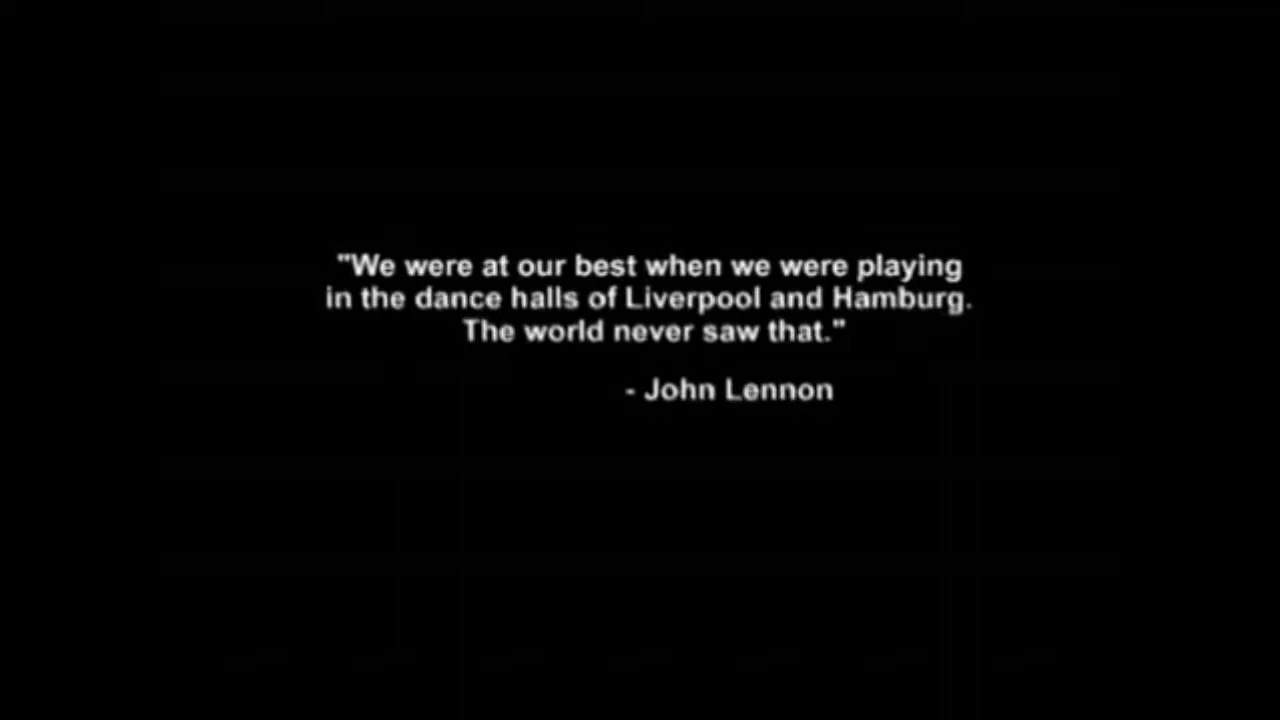 "We were at our best when we were playing
in the dance halls of Liverpool and Hamburg.
The world never saw that."
- John Lennon